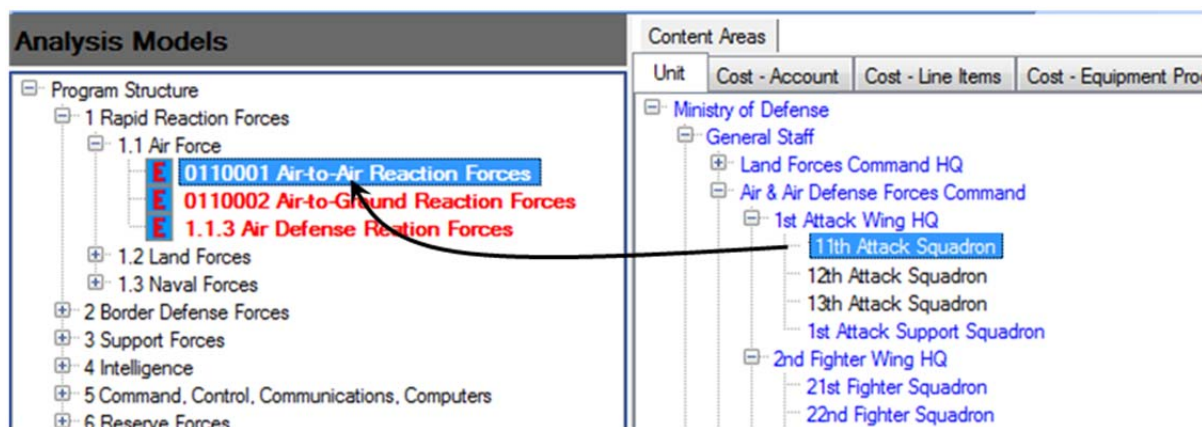 Analysis Models
Program Structure
1 Rapid Reaction Forces
1.1 Air Force
E 0110001 Air-to-Air Reaction Forces
E 0110002 Air-to-Ground Reaction Forces
E 1.1.3 Air Defense Reation Forces
1.2 Land Forces
1.3 Naval Forces
2 Border Defense Forces
3 Support Forces
4 Intelligence
5 Command, Control, Communications, Computers
6 Reserve Forces
Content Areas
Unit Cost - Account Cost - Line Items Cost - Equipment Pro
Ministry of Defense
General Staff
Land Forces Command HQ
Air & Air Defense Forces Command
1st Attack Wing HQ
11th Attack Squadron
12th Attack Squadron
13th Attack Squadron
1st Attack Support Squadron
2nd Fighter Wing HQ
21st Fighter Squadron
22nd Fighter Squadron